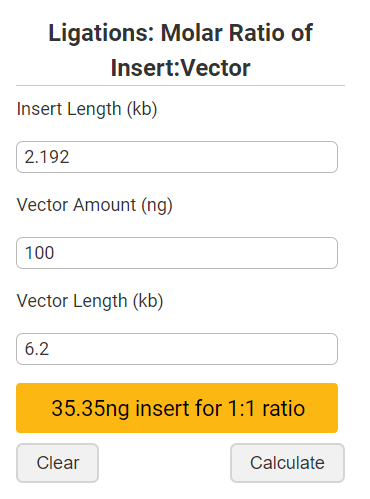 Ligations: Molar Ratio of
Insert:Vector
Insert Length (kb)
2.192
Vector Amount (ng)
100
Vector Length (kb)
6.2
35.35ng insert for 1:1 ratio
Clear
Calculate